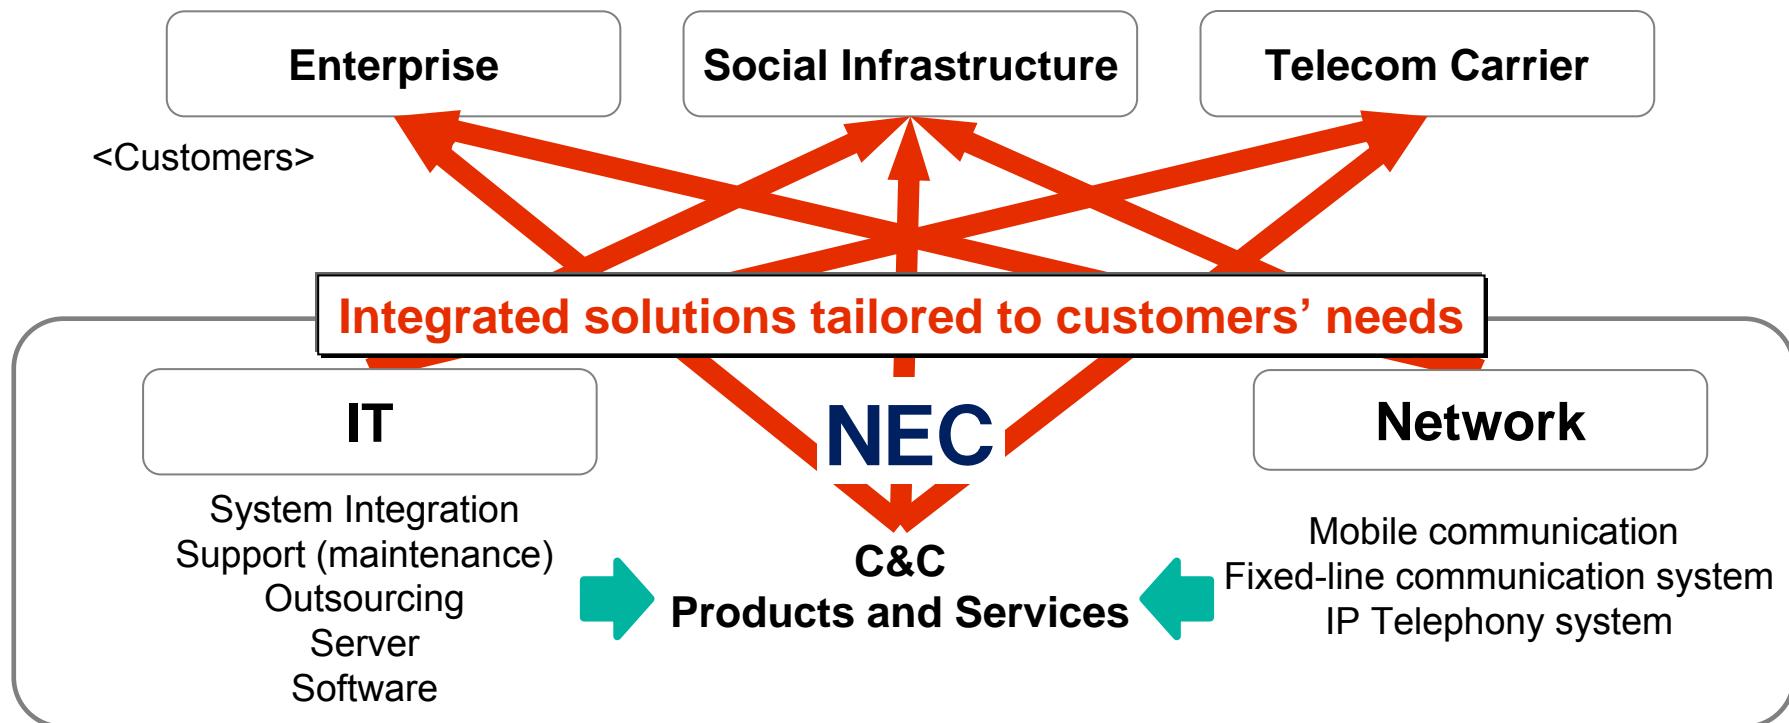 Enterprise
Social Infrastructure
Telecom Carrier
<Customers>
Integrated solutions tailored to customers’ needs
IT
NEC
Network
System Integration
Support (maintenance)
Outsourcing
Server
Software
C&C
Products and Services
Mobile communication
Fixed-line communication system
IP Telephony system